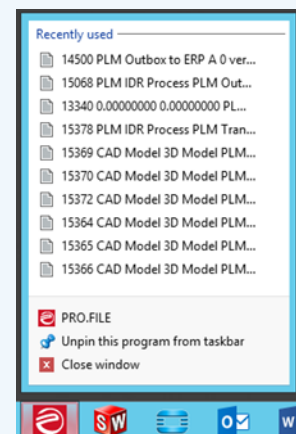 Recently used
14500 PLM Outbox to ERP A 0 ver...
15068 PLM IDR Process PLM Out...
13340 0.00000000 0.00000000 PL...
15378 PLM IDR Process PLM Tran...
15369 CAD Model 3D Model PLM...
15370 CAD Model 3D Model PLM...
15372 CAD Model 3D Model PLM...
15364 CAD Model 3D Model PLM...
15365 CAD Model 3D Model PLM...
15366 CAD Model 3D Model PLM...
PRO.FILE
Unpin this program from taskbar
Close window
SW O W